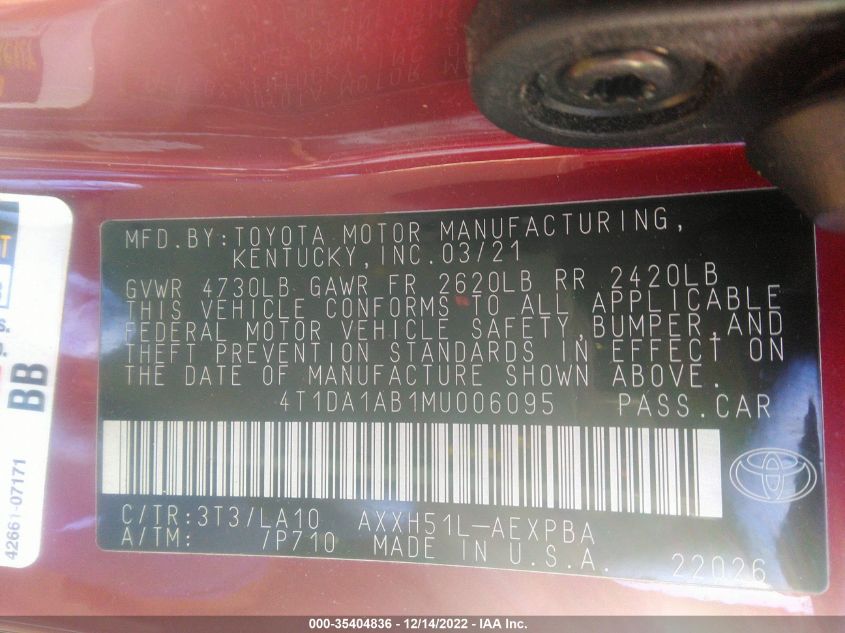 MFD.BY:TOYOTA MOTOR MANUFACTURING,
KENTUCKY,INC.03/21
GVWR 4730LB GAWR FR 2620LB RR 2420LB
THIS VEHICLE CONFORMS TO ALL APPLICABLE
FEDERAL MOTOR VEHICLE SAFETY,BUMPER,AND
THEFT PREVENTION STANDARDS IN EFFECT ON
THE DATE OF MANUFACTURE SHOWN ABOVE.
4T1DA1AB1MU006095 PASS.CAR
C/TR:3T3/LA10 AXXH51L-AEXPBA
A/TM: /P710 MADE IN U.S.A.
22026
BB
42661-07171
000-35404836 - 12/14/2022 - IAA Inc.